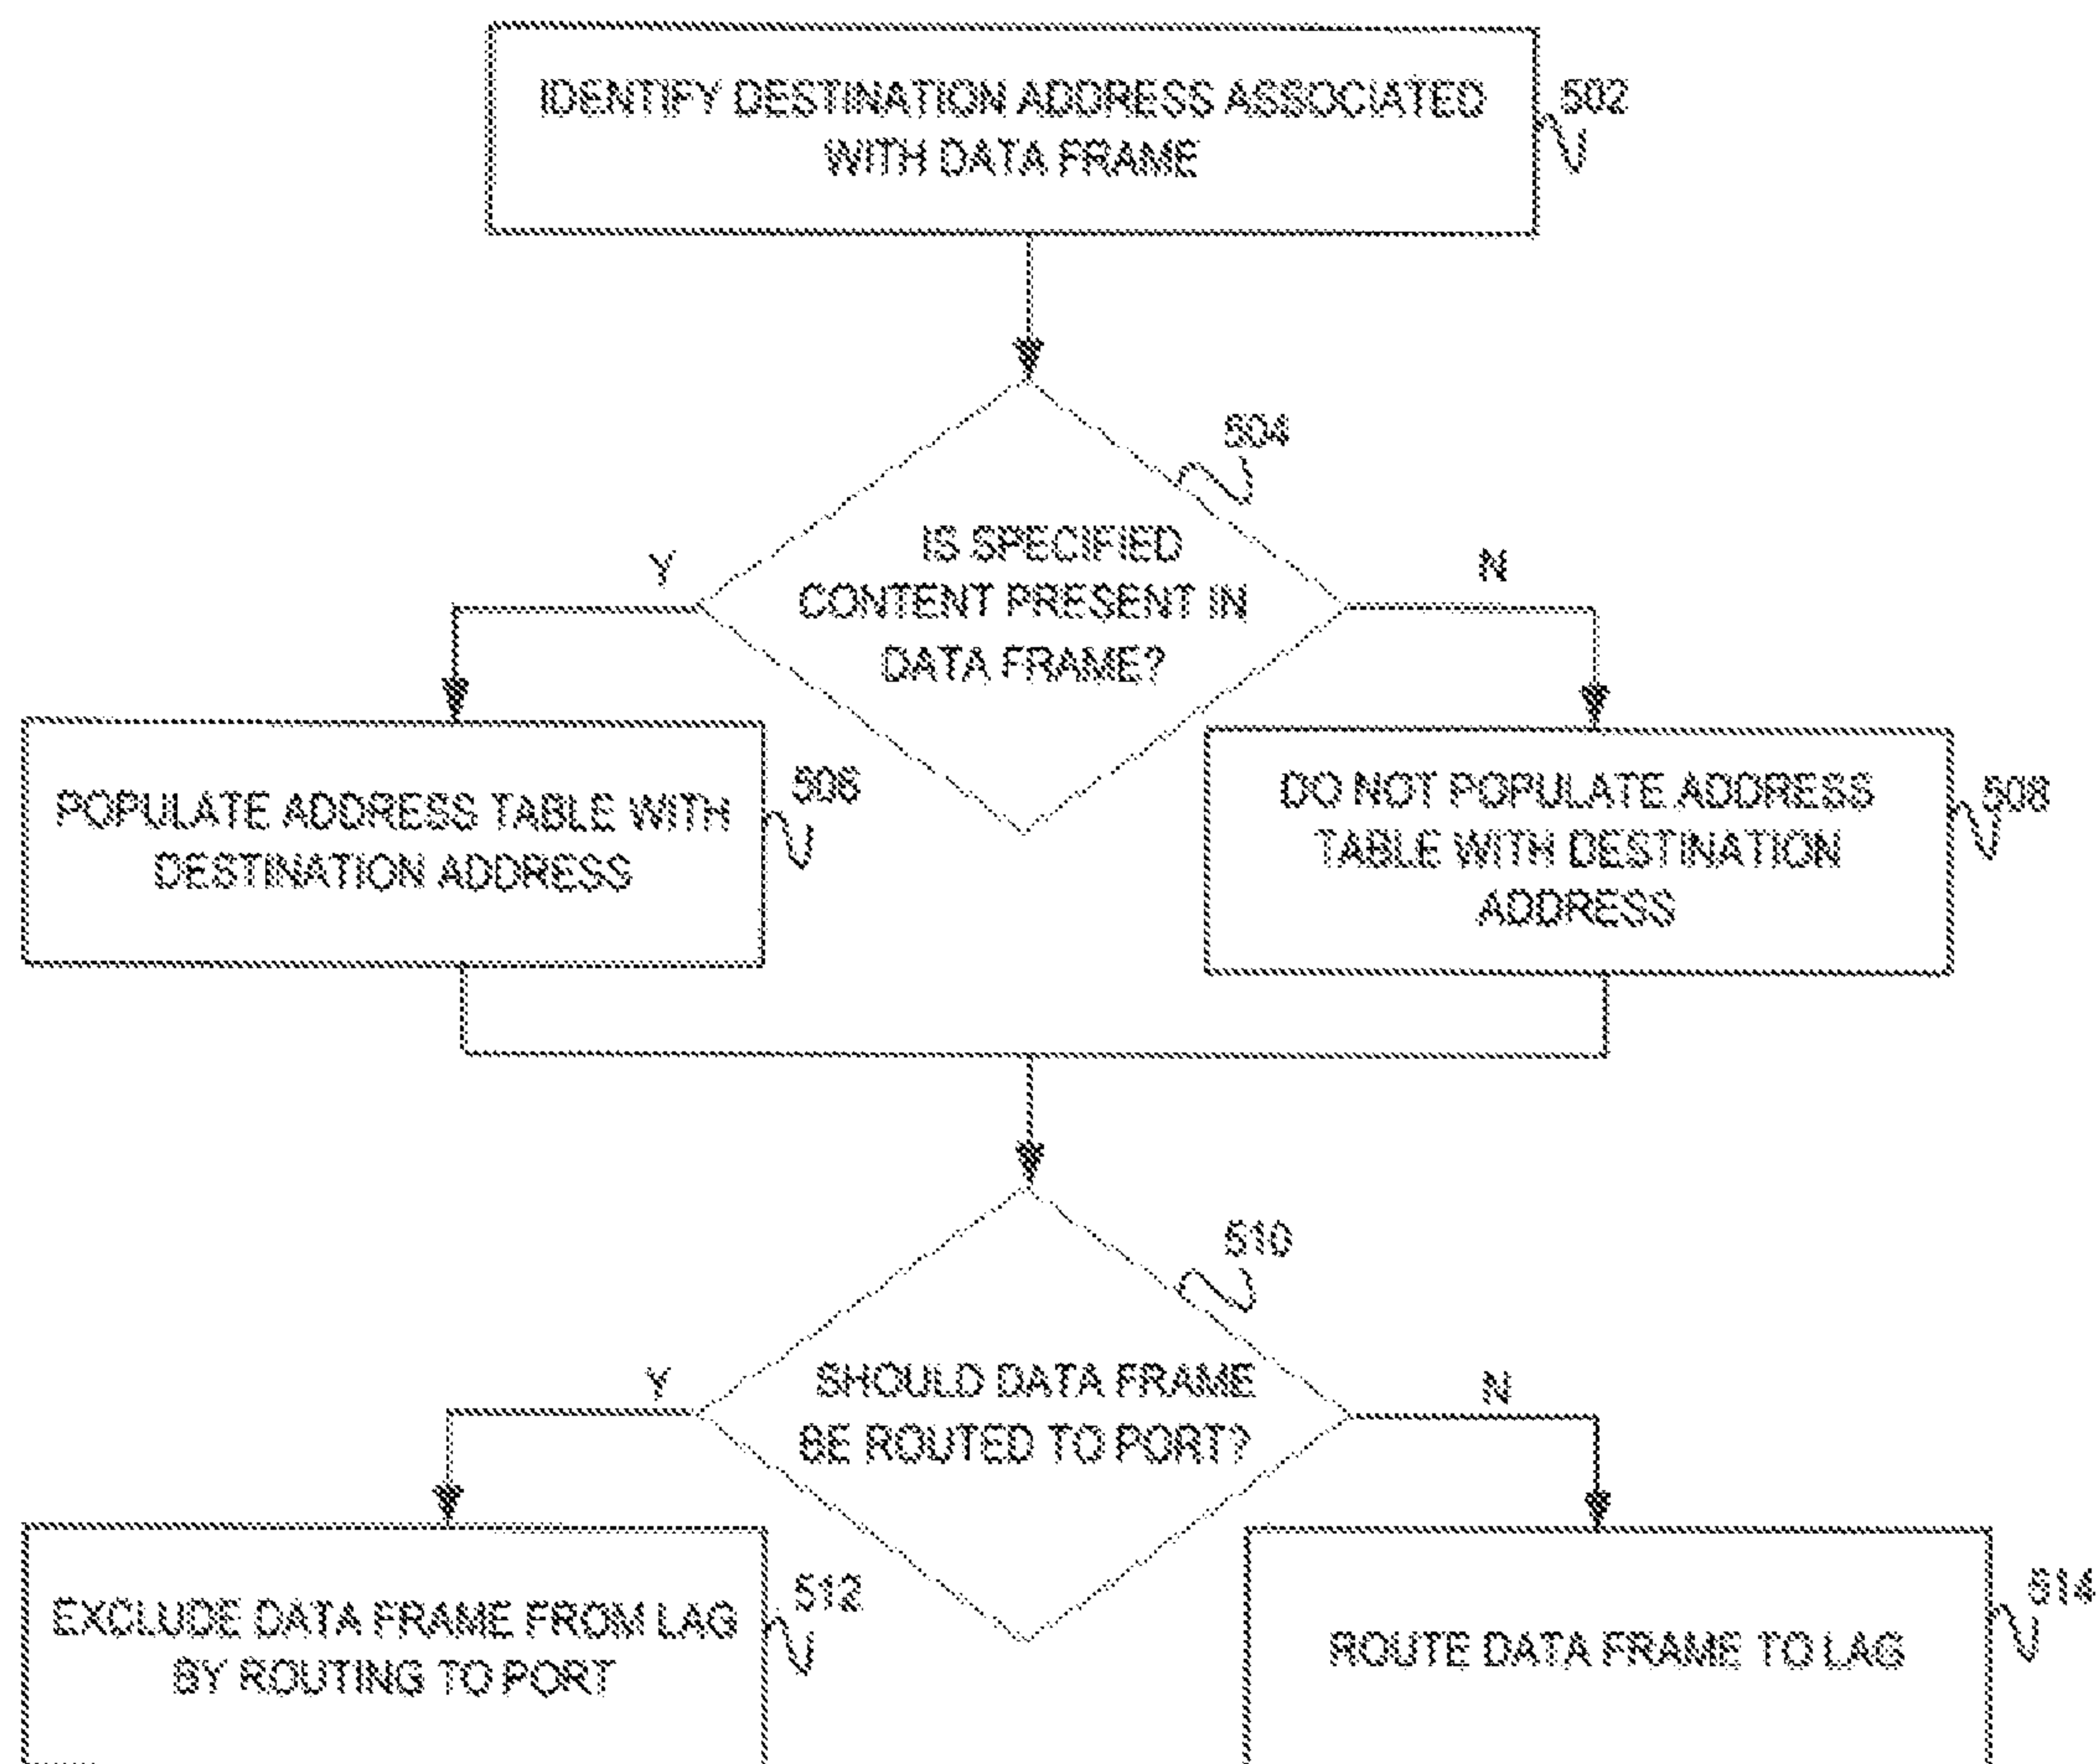 IDENTIFY DESTINATION ADDRESS ASSOCIATED
WITH DATA FRAME
502
504
IS SPECIFIED
CONTENT PRESENT IN
DATA FRAME?
Y
N
POPULATE ADDRESS TABLE WITH
DESTINATION ADDRESS
506
DO NOT POPULATE ADDRESS
TABLE WITH DESTINATION
ADDRESS
508
510
SHOULD DATA FRAME
BE ROUTED TO PORT?
Y
N
EXCLUDE DATA FRAME FROM LAG
BY ROUTING TO PORT
512
ROUTE DATA FRAME TO LAG
514